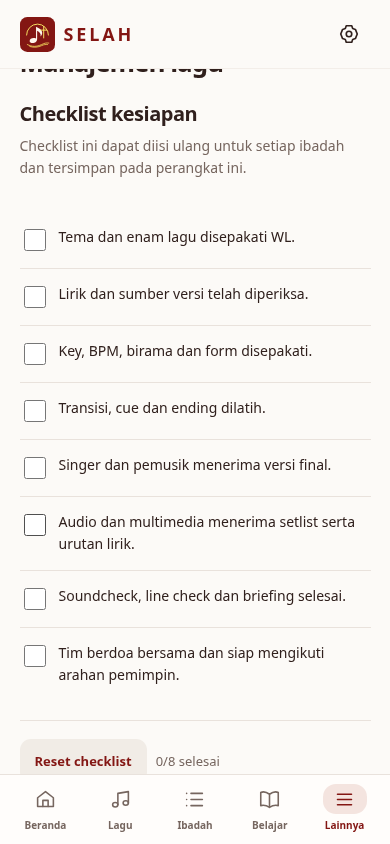 SELAH
Manajemen lagu
Checklist kesiapan
Checklist ini dapat diisi ulang untuk setiap ibadah
dan tersimpan pada perangkat ini.
Tema dan enam lagu disepakati WL.
Lirik dan sumber versi telah diperiksa.
Key, BPM, birama dan form disepakati.
Transisi, cue dan ending dilatih.
Singer dan pemusik menerima versi final.
Audio dan multimedia menerima setlist serta
urutan lirik.
Soundcheck, line check dan briefing selesai.
Tim berdoa bersama dan siap mengikuti
arahan pemimpin.
Reset checklist 0/8 selesai
Beranda Lagu Ibadah Belajar Lainnya